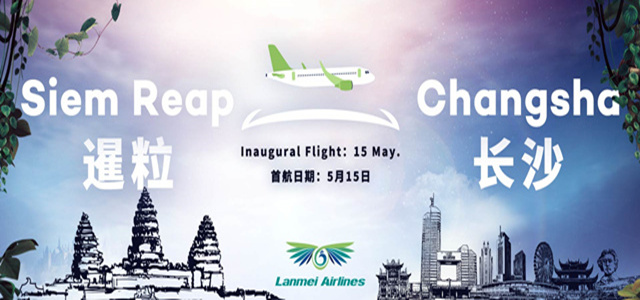 Siem Reap
暹粒
Changsha
长沙
Inaugural Flight: 15 May.
首航日期：5月15日
Lanmei Airlines